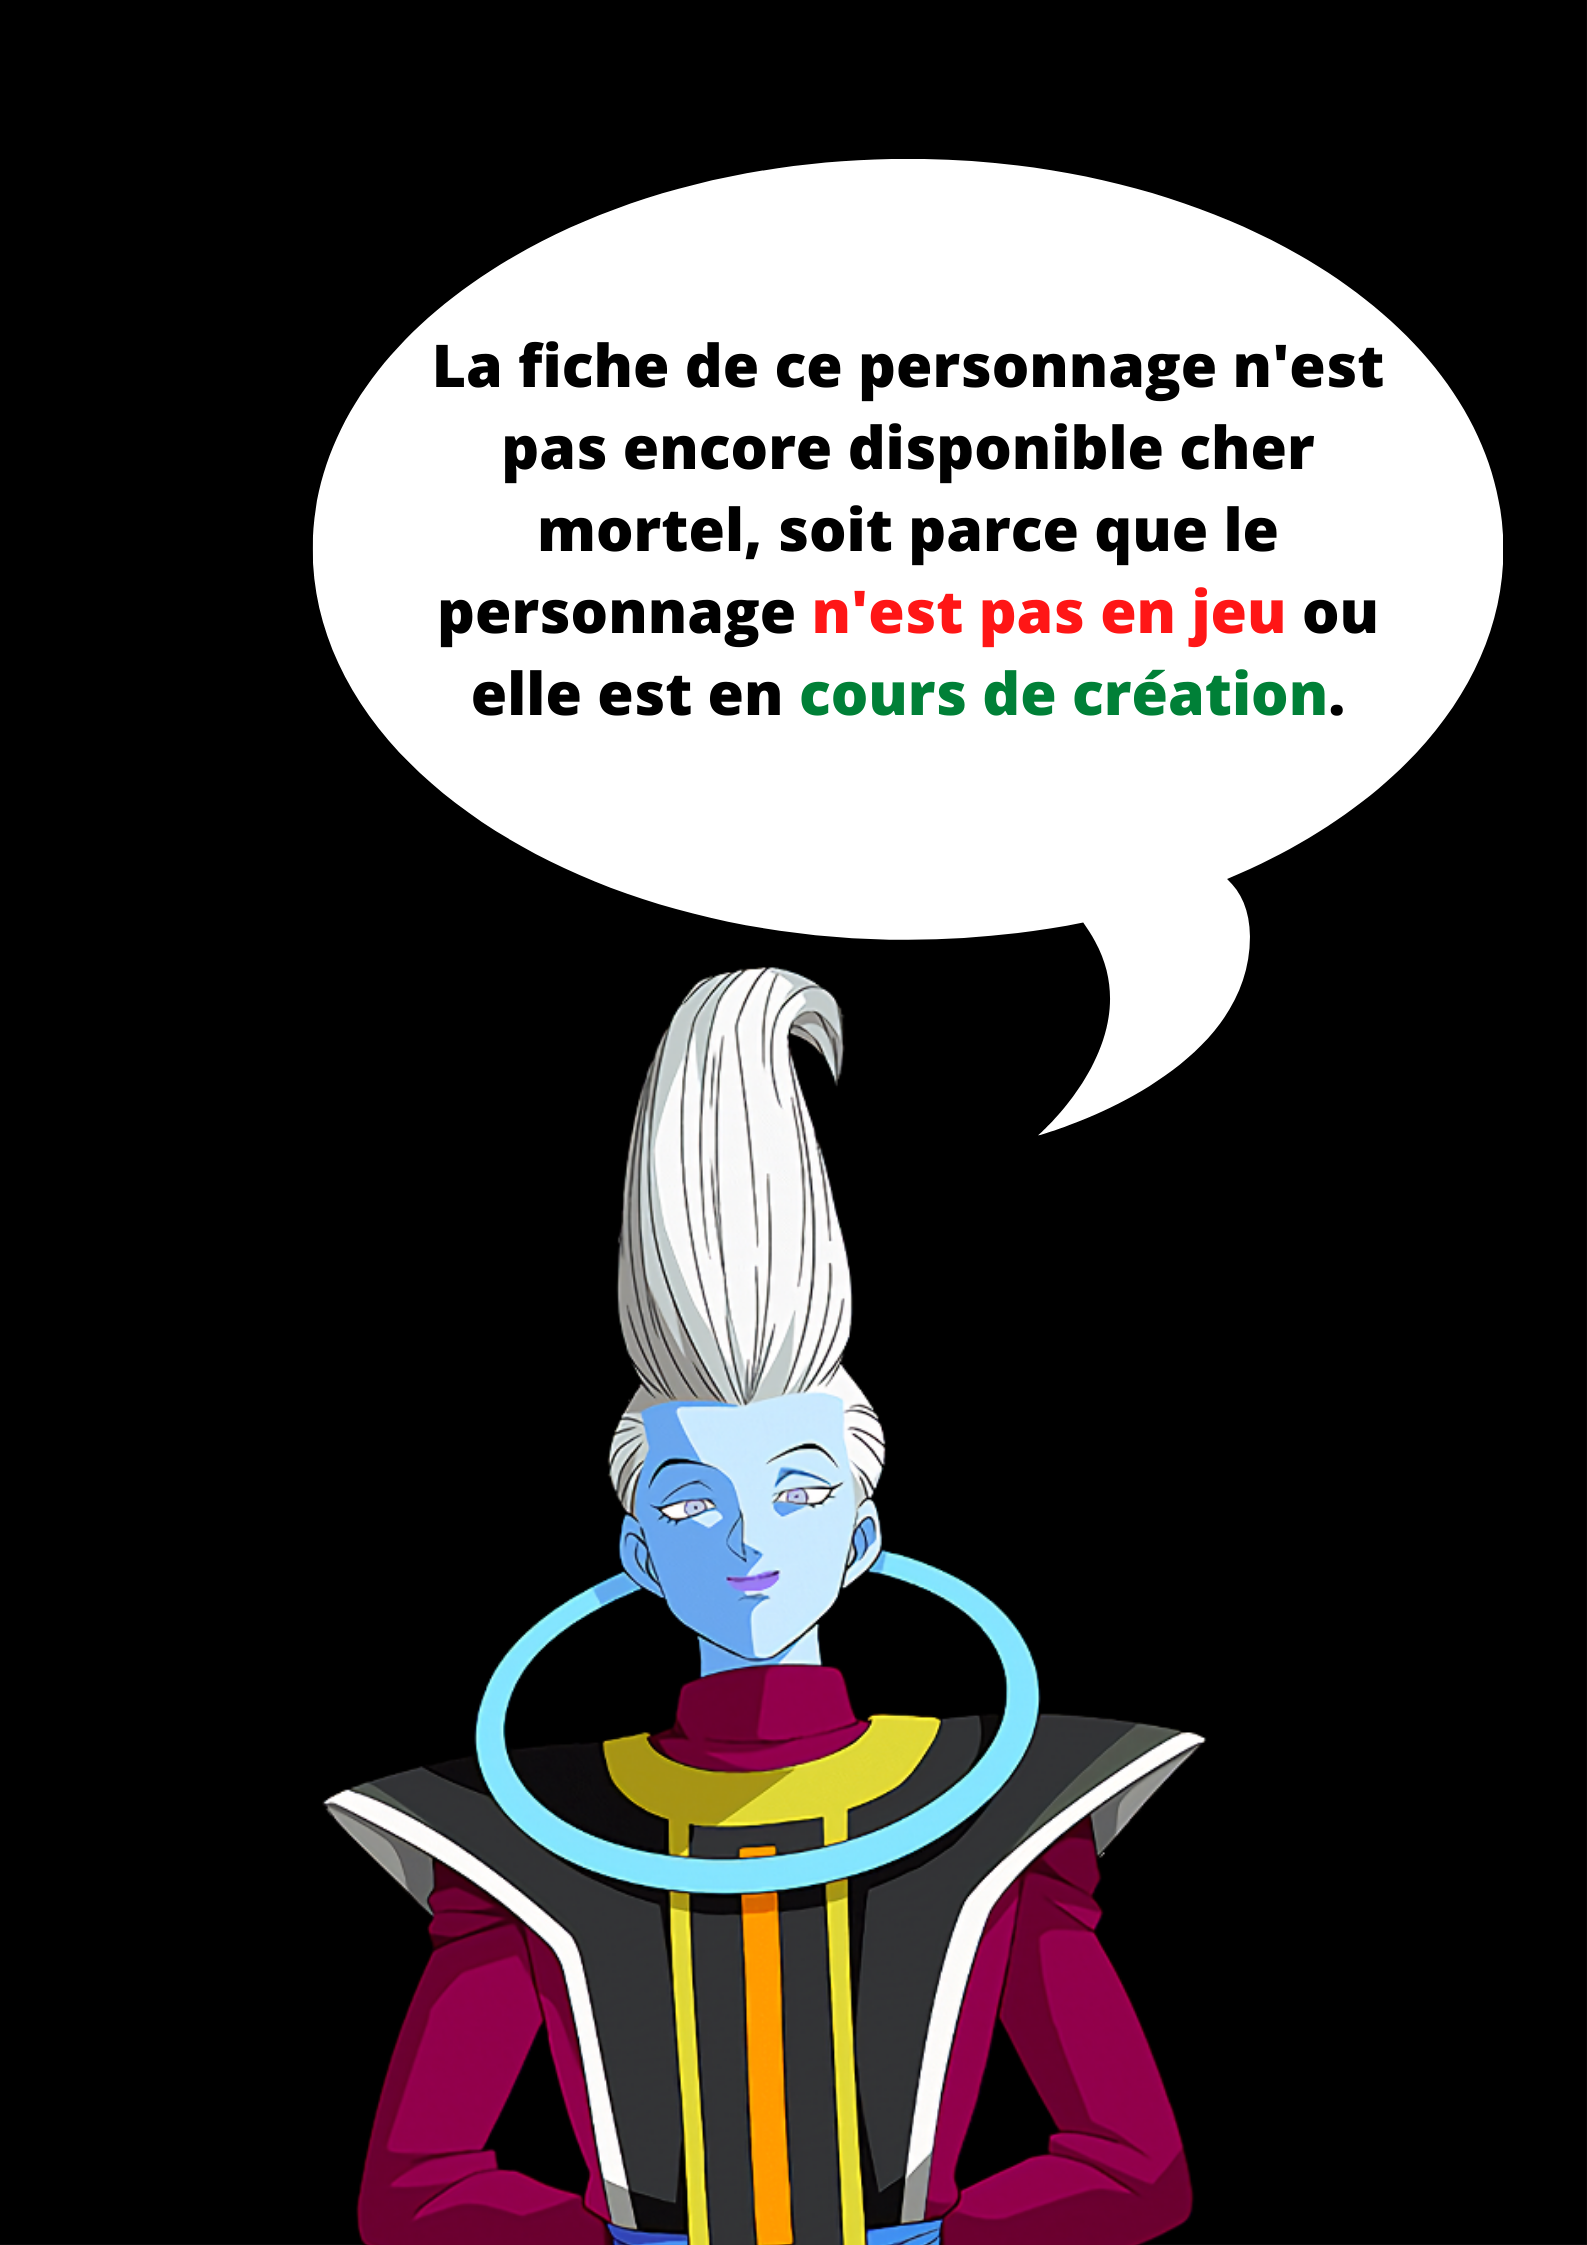 La fiche de ce personnage n'est
pas encore disponible cher
mortel, soit parce que le
personnage n'est pas en jeu ou
elle est en cours de création.